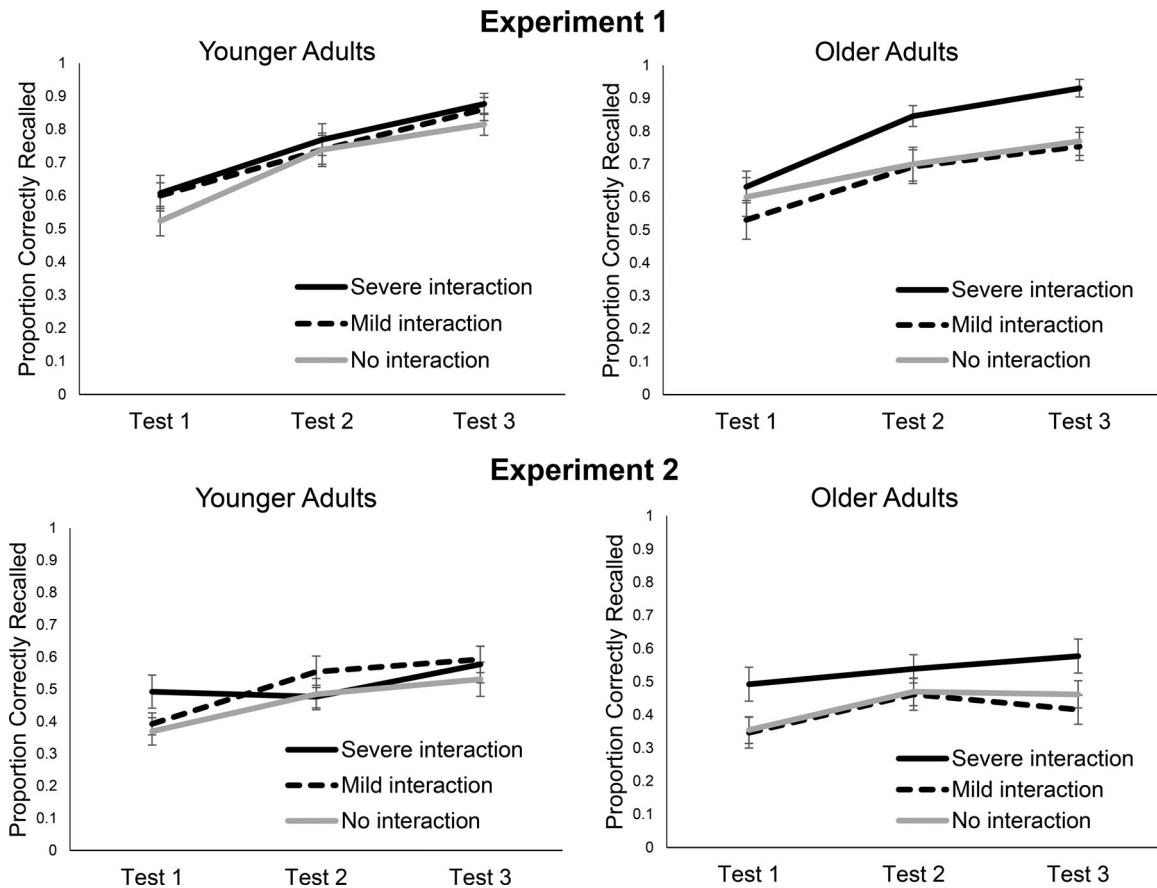 Experiment 1
Younger Adults
Proportion Correctly Recalled
1
0.9
0.8
0.7
0.6
0.5
0.4
0.3
0.2
0.1
0
Severe interaction
Mild interaction
No interaction
Test 1 Test 2 Test 3
Older Adults
Proportion Correctly Recalled
1
0.9
0.8
0.7
0.6
0.5
0.4
0.3
0.2
0.1
0
Severe interaction
Mild interaction
No interaction
Test 1 Test 2 Test 3
Experiment 2
Younger Adults
Proportion Correctly Recalled
1
0.9
0.8
0.7
0.6
0.5
0.4
0.3
0.2
0.1
0
Severe interaction
Mild interaction
No interaction
Test 1 Test 2 Test 3
Older Adults
Proportion Correctly Recalled
1
0.9
0.8
0.7
0.6
0.5
0.4
0.3
0.2
0.1
0
Severe interaction
Mild interaction
No interaction
Test 1 Test 2 Test 3